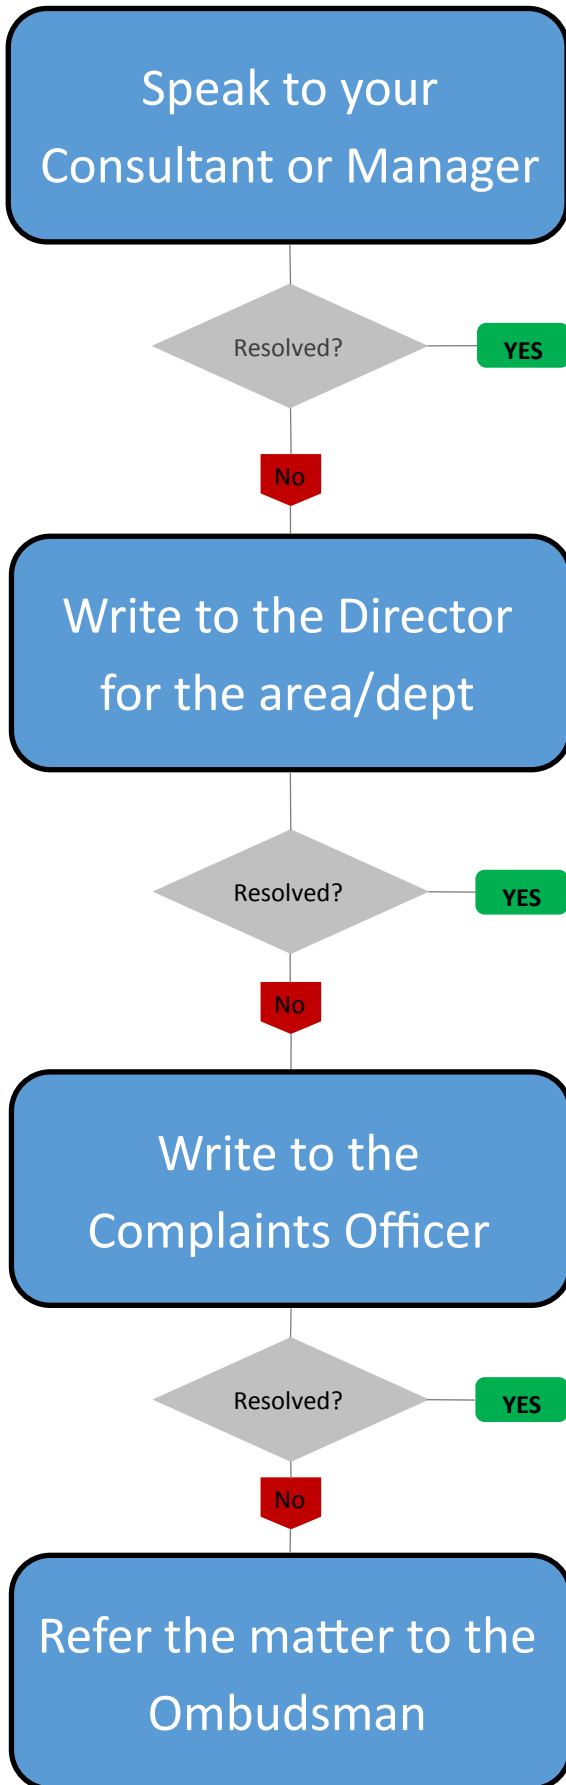 Speak to your
Consultant or Manager
Resolved?
YES
No
Write to the Director
for the area/dept
Resolved?
YES
No
Write to the
Complaints Officer
Resolved?
YES
No
Refer the matter to the
Ombudsman